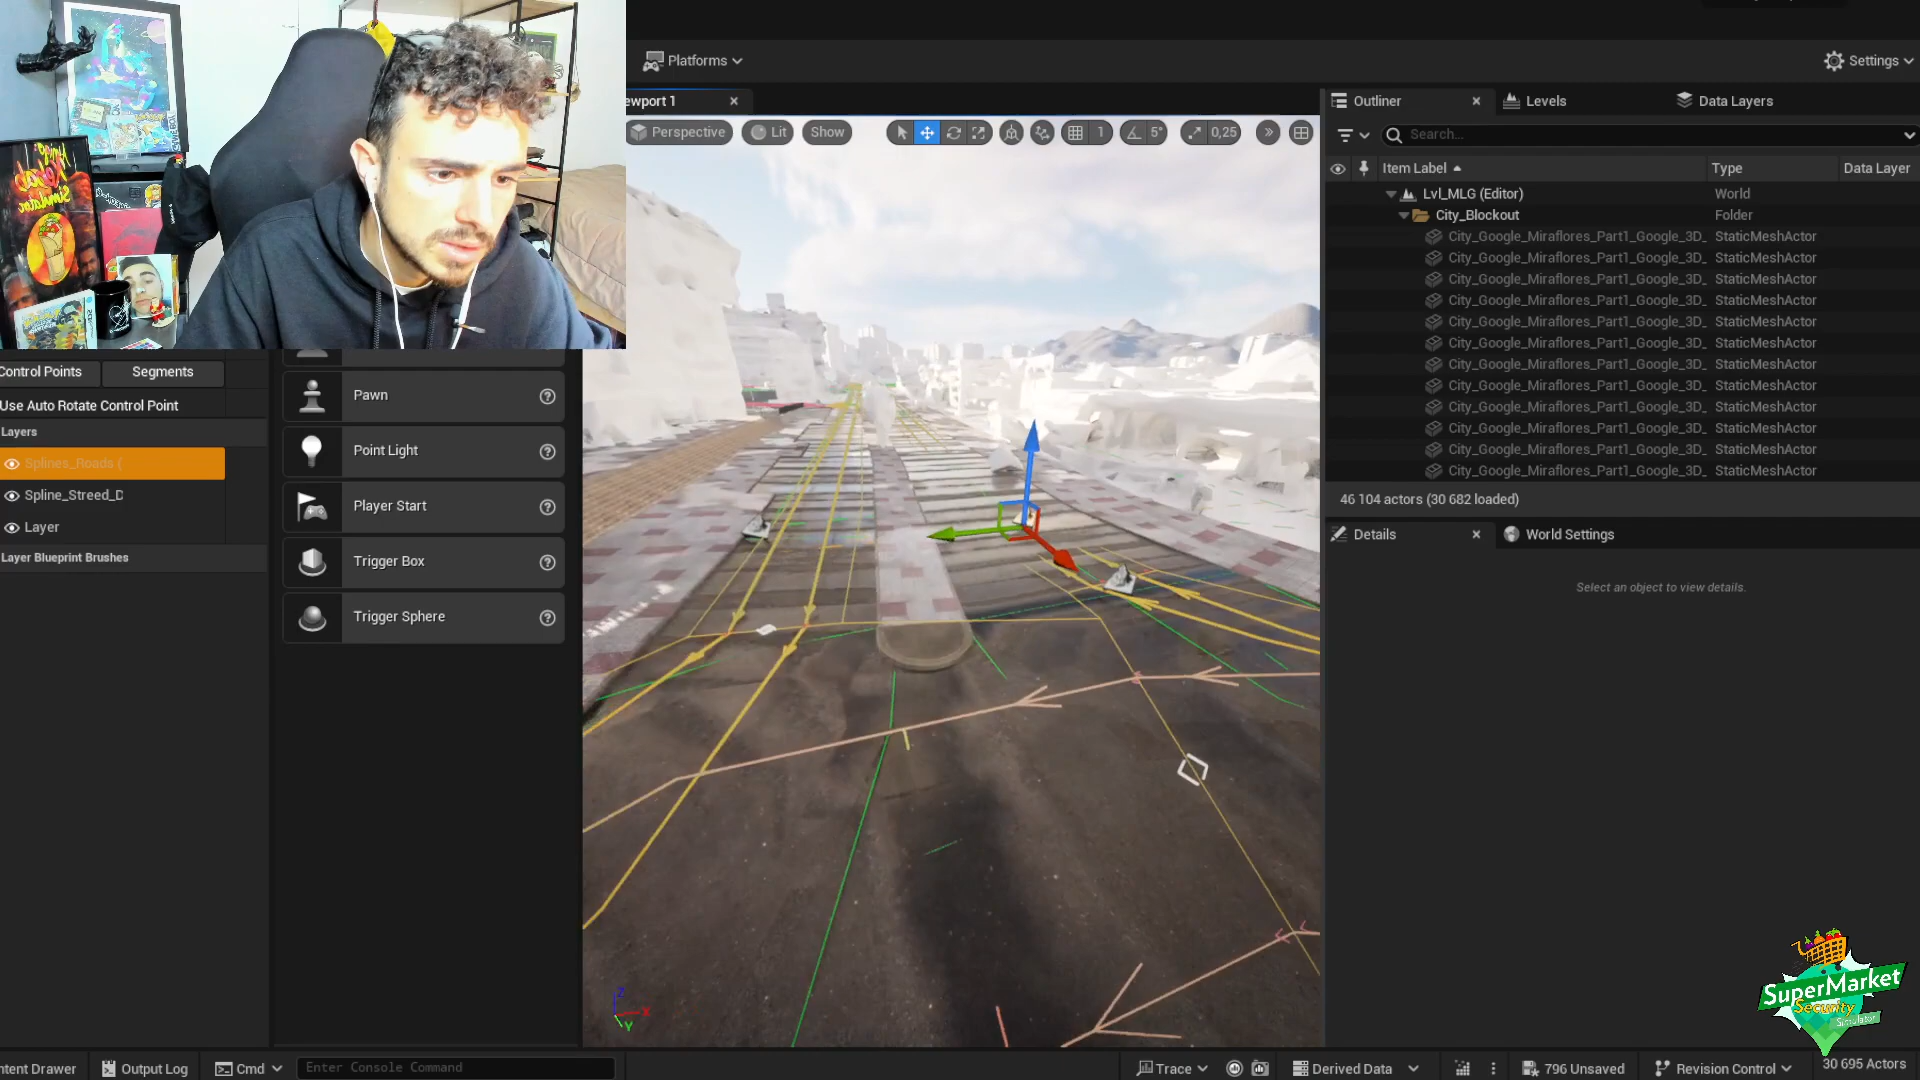 Platforms
Settings
ewport 1
Outliner
Levels
Data Layers
Perspective
Lit
Show
1
5°
0,25
Search...
Item Label
Type
Data Layer
Lvl_MLG (Editor)
World
City_Blockout
Folder
City_Google_Miraflores_Part1_Google_3D_
StaticMeshActor
City_Google_Miraflores_Part1_Google_3D_
StaticMeshActor
City_Google_Miraflores_Part1_Google_3D_
StaticMeshActor
City_Google_Miraflores_Part1_Google_3D_
StaticMeshActor
City_Google_Miraflores_Part1_Google_3D_
StaticMeshActor
City_Google_Miraflores_Part1_Google_3D_
StaticMeshActor
City_Google_Miraflores_Part1_Google_3D_
StaticMeshActor
City_Google_Miraflores_Part1_Google_3D_
StaticMeshActor
City_Google_Miraflores_Part1_Google_3D_
StaticMeshActor
City_Google_Miraflores_Part1_Google_3D_
StaticMeshActor
City_Google_Miraflores_Part1_Google_3D_
StaticMeshActor
City_Google_Miraflores_Part1_Google_3D_
StaticMeshActor
46 104 actors (30 682 loaded)
Details
World Settings
Select an object to view details.
Control Points
Segments
Use Auto Rotate Control Point
Layers
Splines_Roads (
Spline_Streed_D
Layer
Layer Blueprint Brushes
Pawn
Point Light
Player Start
Trigger Box
Trigger Sphere
Z
X
Y
SuperMarket
Security
Simulator
ntent Drawer
Output Log
Cmd
Enter Console Command
Trace
Derived Data
796 Unsaved
Revision Control
30 695 Actors